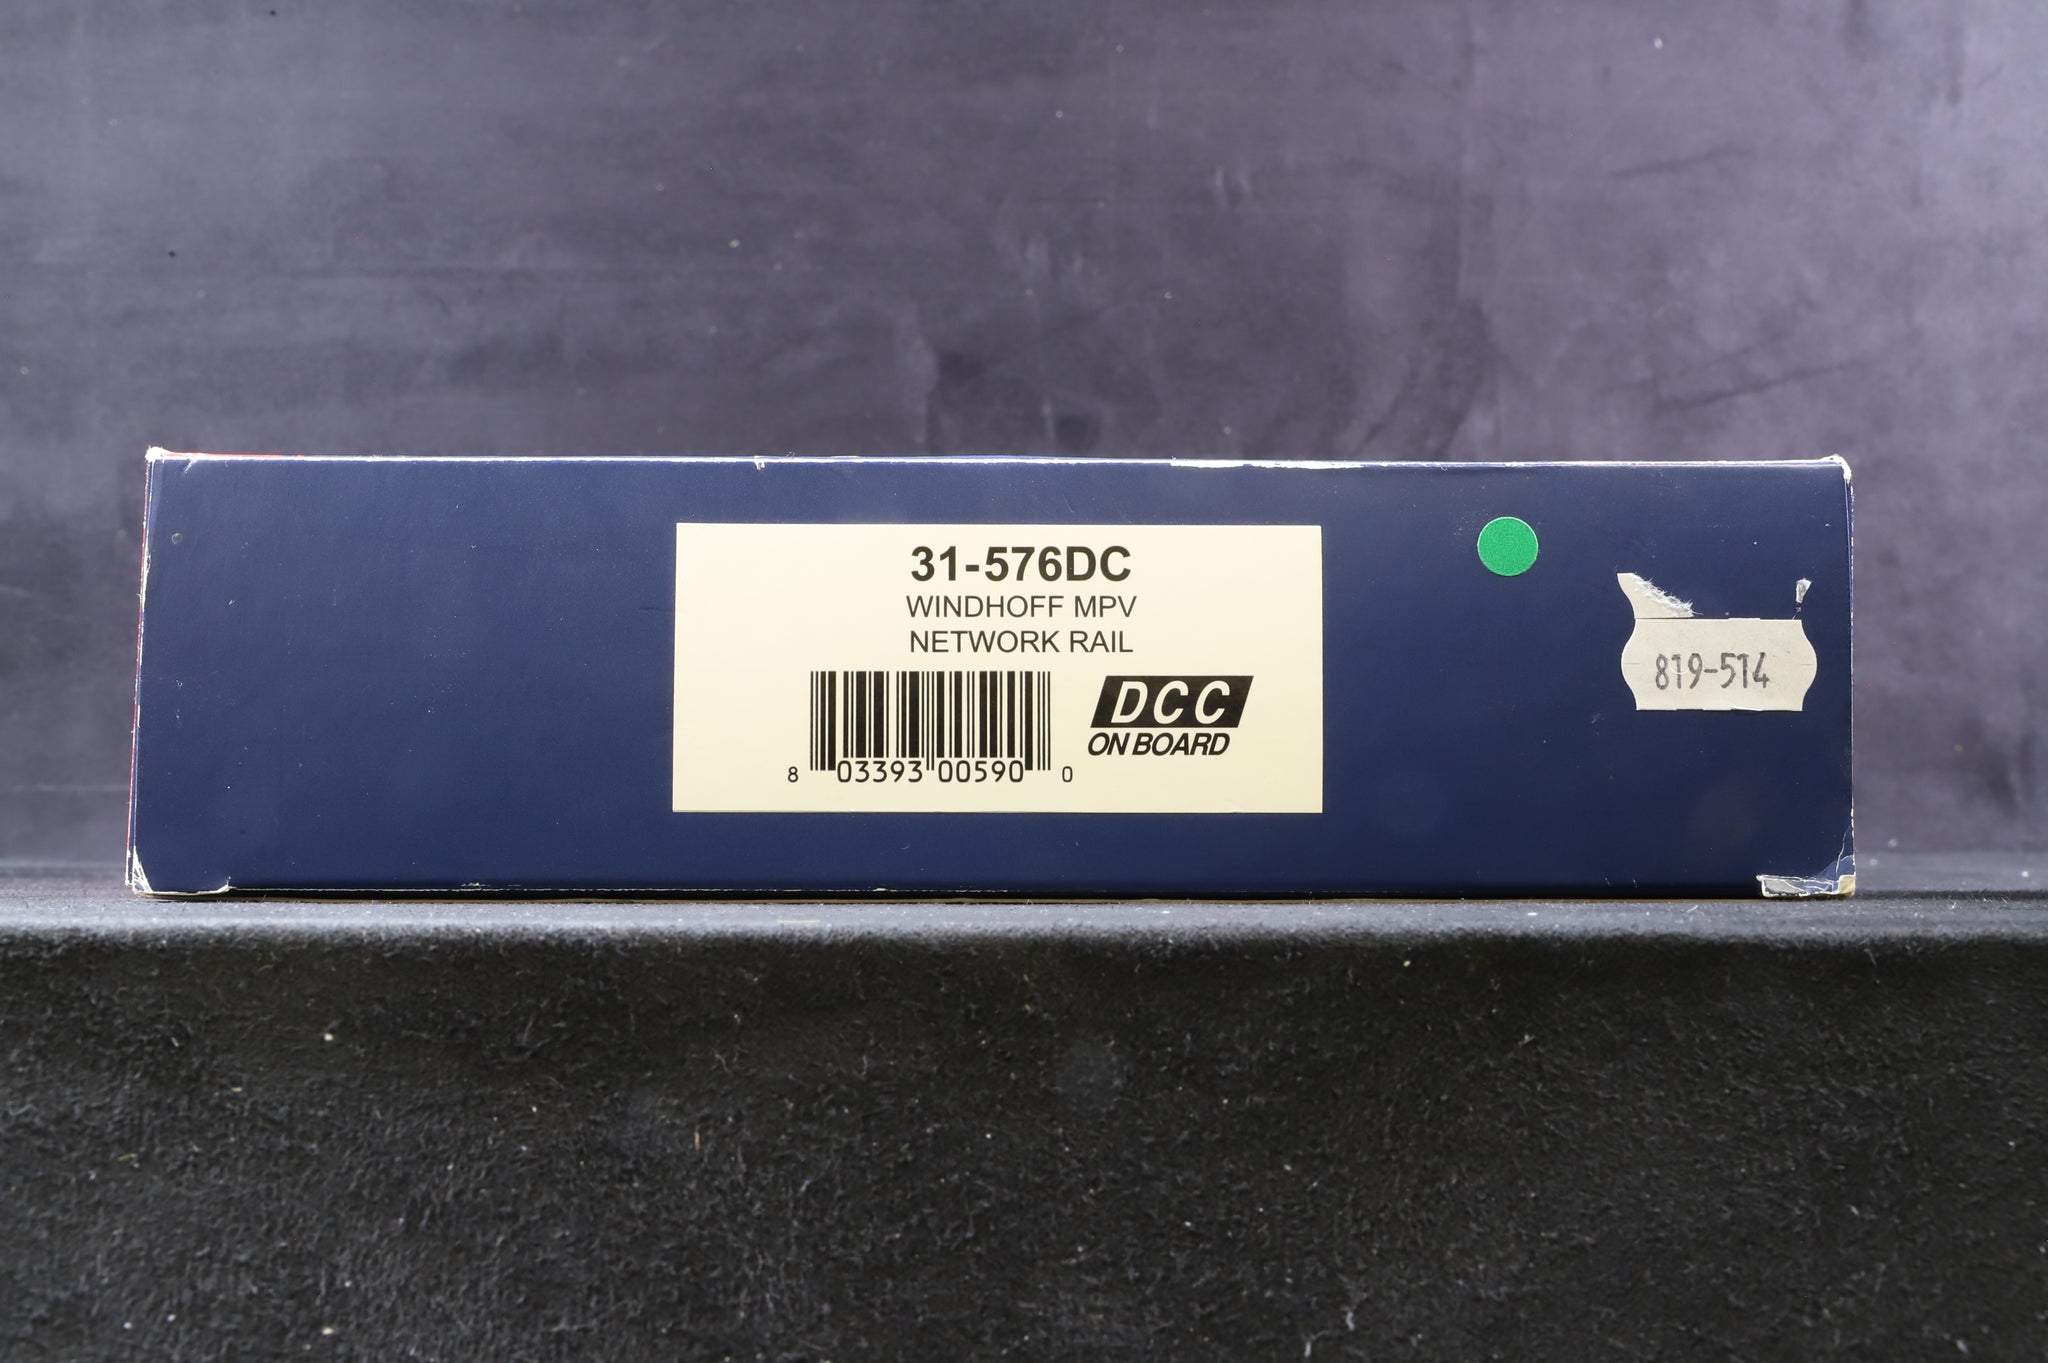 31-576DC
WINDHOFF MPV
NETWORK RAIL
DCC
ON BOARD
8 03393 00590 0
819-514